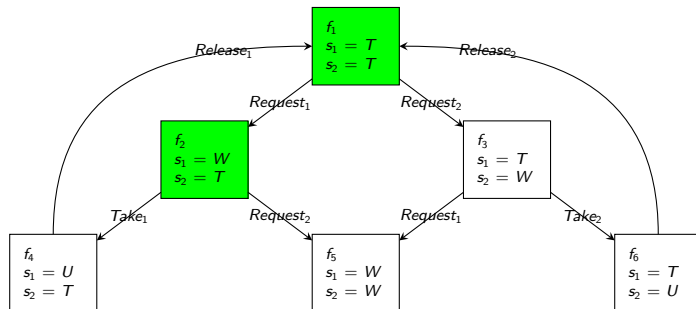 f₁
s₁ = T
s₂ = T
Release₁
Release₂
Request₁
Request₂
f₂
s₁ = W
s₂ = T
f₃
s₁ = T
s₂ = W
Take₁
Request₂
Request₁
Take₂
f₄
s₁ = U
s₂ = T
f₅
s₁ = W
s₂ = W
f₆
s₁ = T
s₂ = U